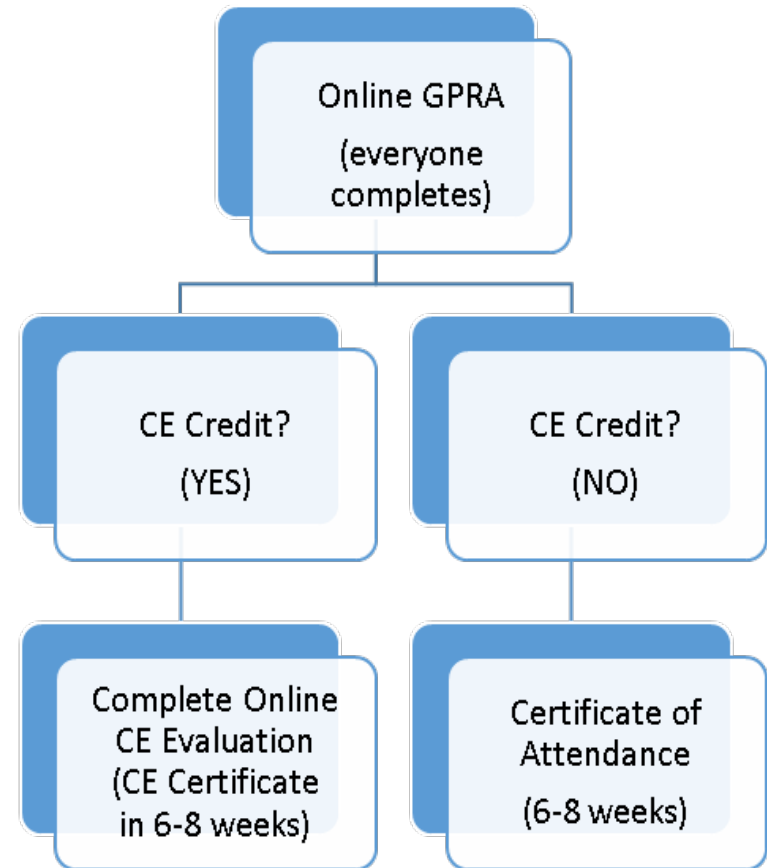 Online GPRA
(everyone
completes)
CE Credit?
(YES)
CE Credit?
(NO)
Complete Online
CE Evaluation
(CE Certificate
in 6-8 weeks)
Certificate of
Attendance
(6-8 weeks)